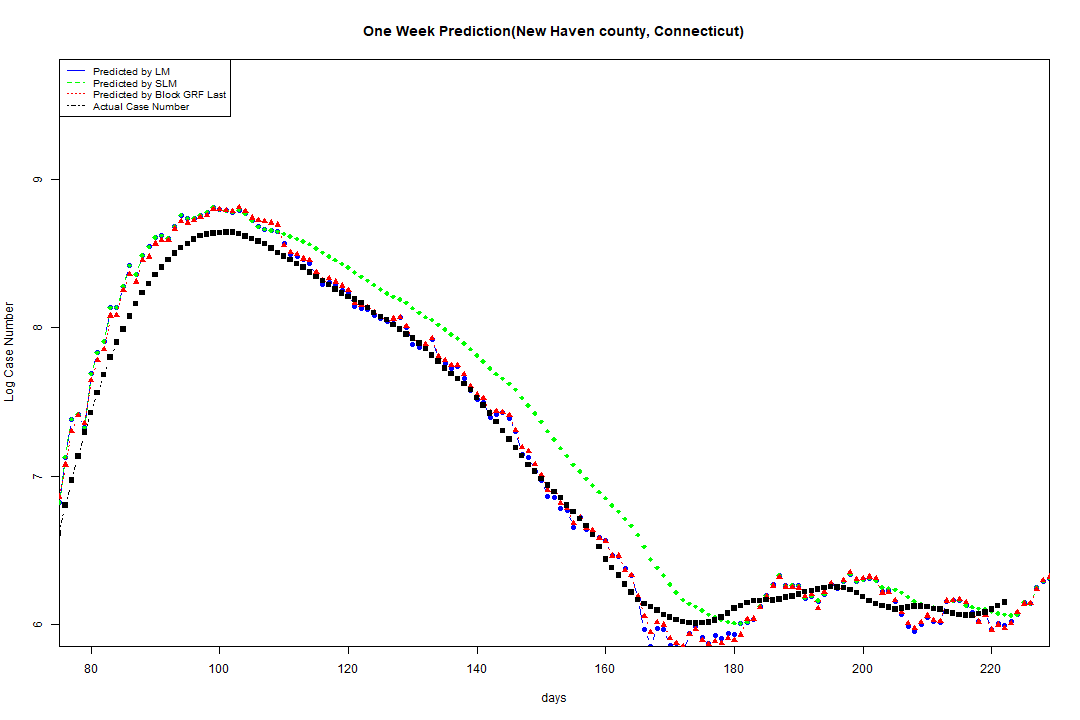 One Week Prediction(New Haven county, Connecticut)
Predicted by LM
Predicted by SLM
Predicted by Block GRF Last
Actual Case Number
Log Case Number
9
8
7
6
80 100 120 140 160 180 200 220
days